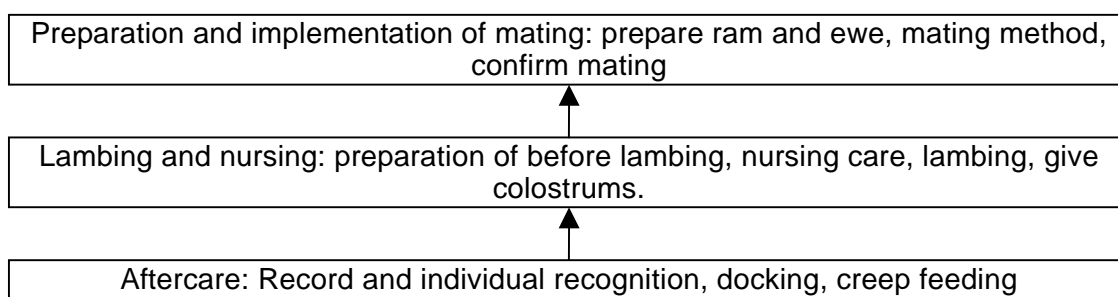 Preparation and implementation of mating: prepare ram and ewe, mating method,
confirm mating
Lambing and nursing: preparation of before lambing, nursing care, lambing, give
colostrums.
Aftercare: Record and individual recognition, docking, creep feeding